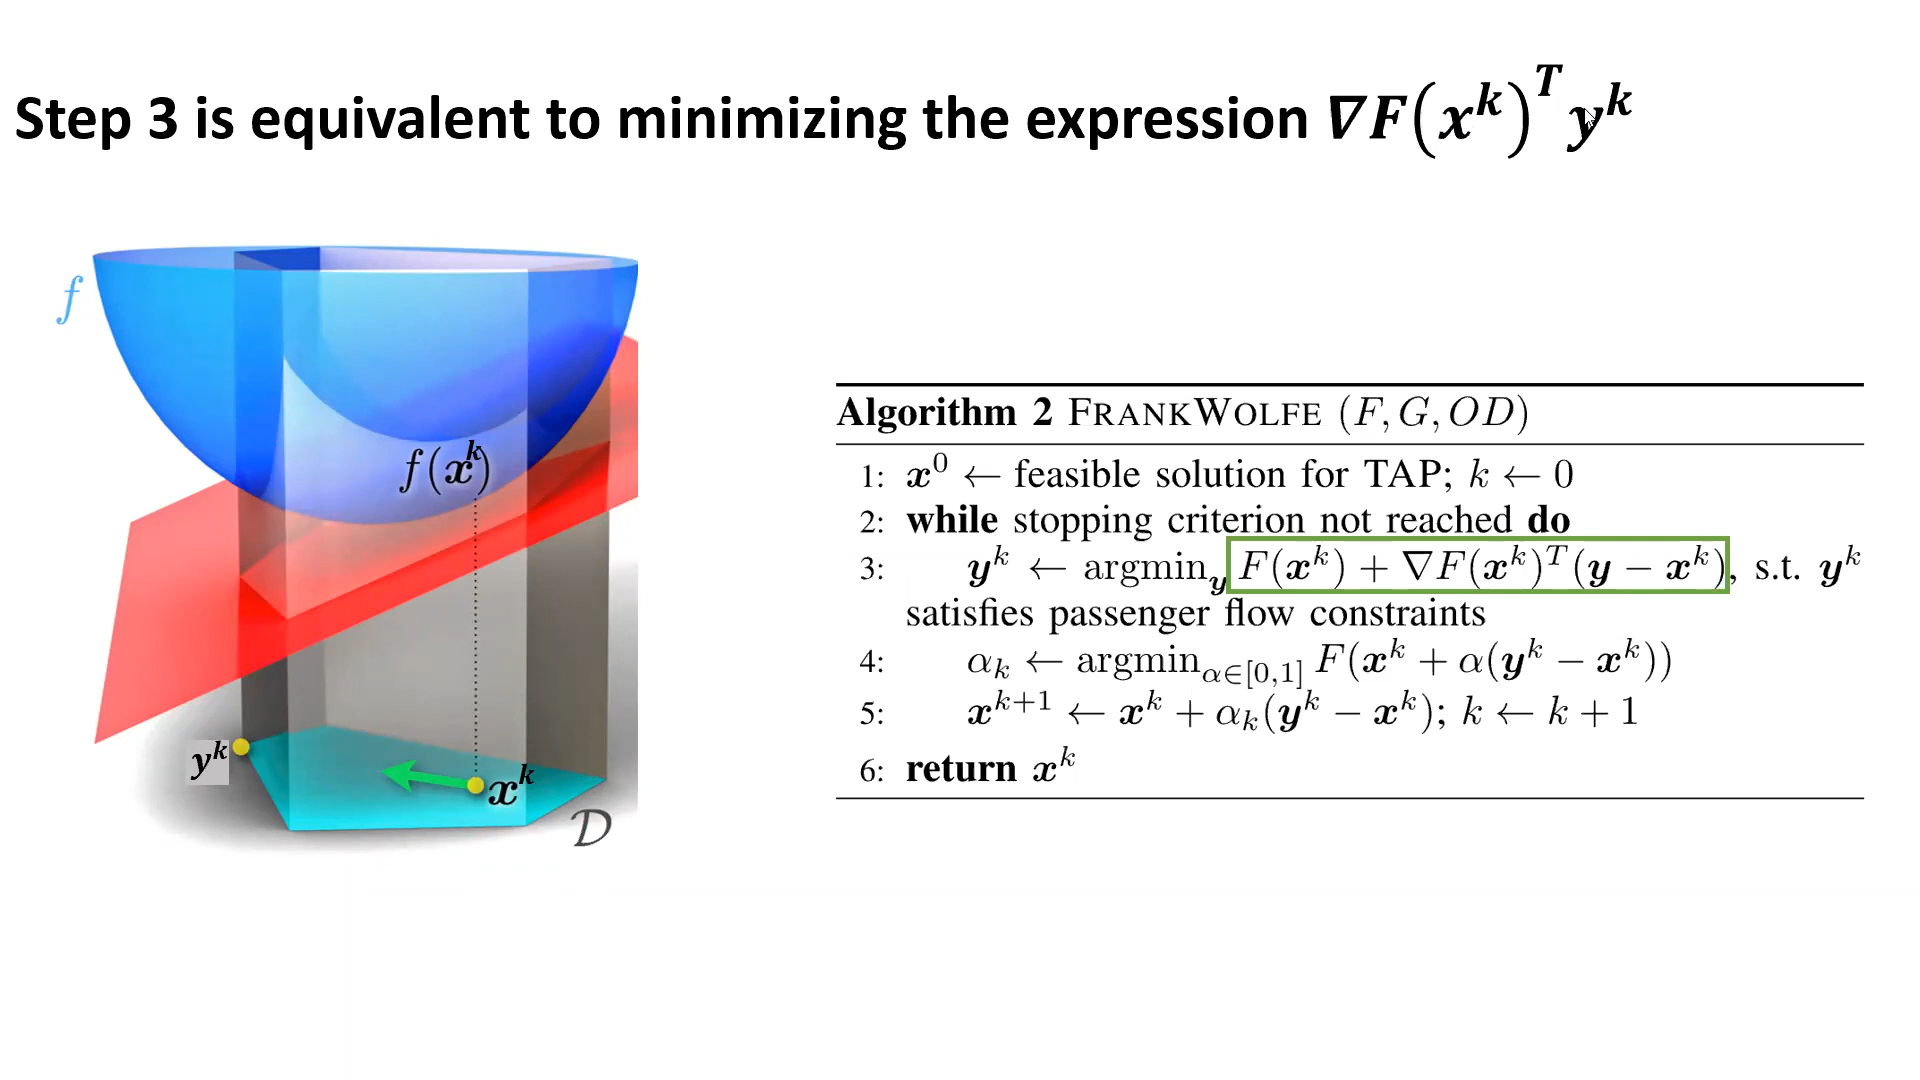 Step 3 is equivalent to minimizing the expression ∇F(x^k)^T y^k
f
f(x^k)
y^k
x^k
𝒟
Algorithm 2 FRANKWOLFE (F, G, OD)
1: x^0 ← feasible solution for TAP; k ← 0
2: while stopping criterion not reached do
3: y^k ← argmin_y F(x^k) + ∇F(x^k)^T (y − x^k), s.t. y^k
satisfies passenger flow constraints
4: α_k ← argmin_{α∈[0,1]} F(x^k + α(y^k − x^k))
5: x^{k+1} ← x^k + α_k(y^k − x^k); k ← k + 1
6: return x^k